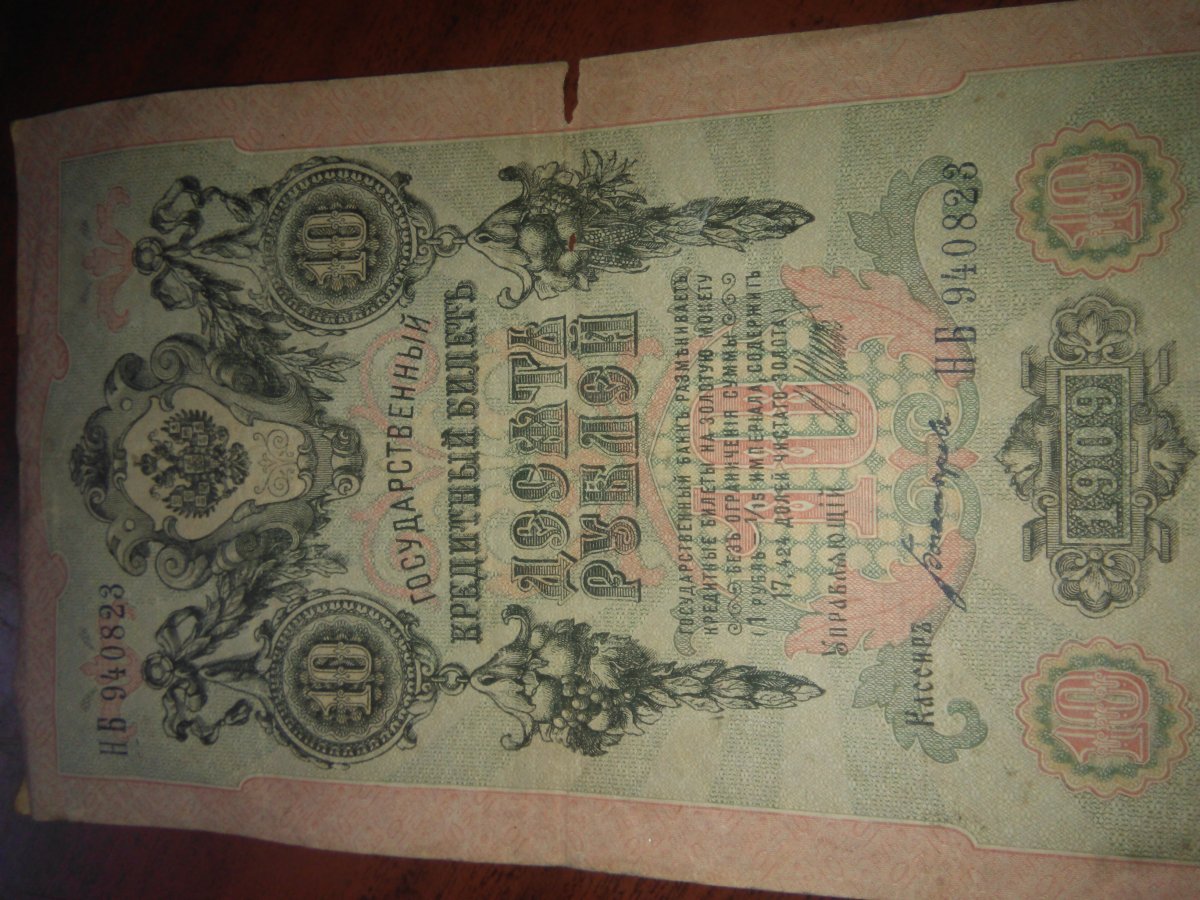 НБ 940823
10 10
ГОСУДАРСТВЕННЫЙ
КРЕДИТНЫЙ БИЛЕТЪ
ДЕСЯТЬ
РУБЛЕЙ
ГОСУДАРСТВЕННЫЙ БАНКЪ РАЗМѢНИВАЕТЪ
КРЕДИТНЫЕ БИЛЕТЫ НА ЗОЛОТУЮ МОНЕТУ
БЕЗЪ ОГРАНИЧЕНІЯ СУММЫ
(1 РУБЛЬ = 1/15 ИМПЕРІАЛА, СОДЕРЖИТЪ
17,424 ДОЛЕЙ ЧИСТАГО ЗОЛОТА)
10
Управляющій
Кассиръ
НБ 940823
10 1909 10